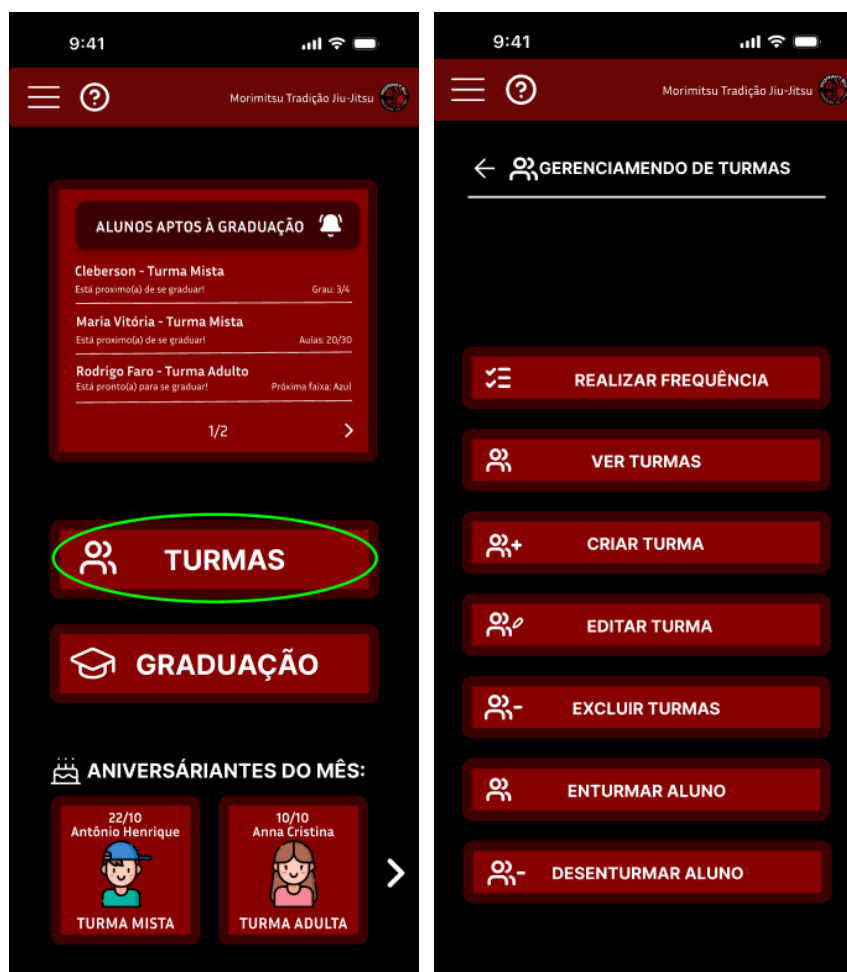 9:41
Morimitsu Tradição Jiu-Jitsu
ALUNOS APTOS À GRADUAÇÃO
Cleberson - Turma Mista
Está proximo(a) de se graduar! Grau: 3/4
Maria Vitória - Turma Mista
Está proximo(a) de se graduar! Aulas: 20/30
Rodrigo Faro - Turma Adulto
Está pronto(a) para se graduar! Próxima faixa: Azul
1/2
TURMAS
GRADUAÇÃO
ANIVERSÁRIANTES DO MÊS:
22/10
Antônio Henrique
TURMA MISTA
10/10
Anna Cristina
TURMA ADULTA
9:41
Morimitsu Tradição Jiu-Jitsu
GERENCIAMENDO DE TURMAS
REALIZAR FREQUÊNCIA
VER TURMAS
CRIAR TURMA
EDITAR TURMA
EXCLUIR TURMAS
ENTURMAR ALUNO
DESENTURMAR ALUNO